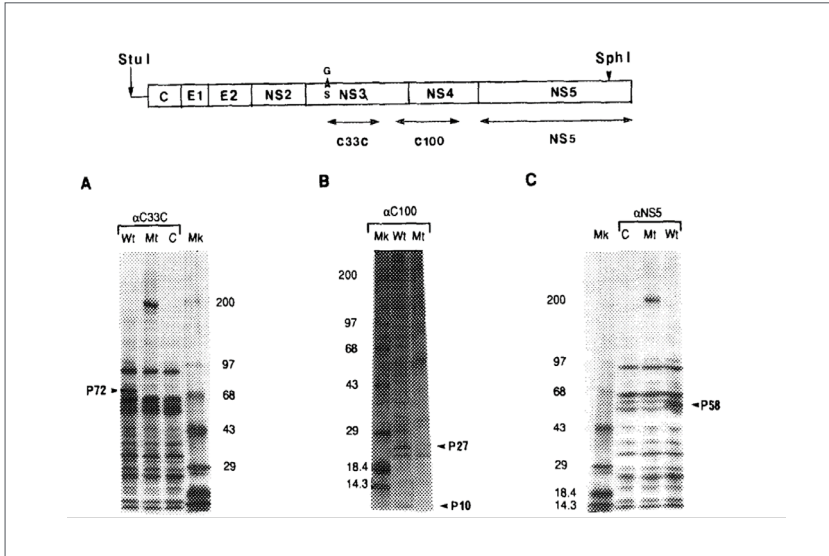 Stu I
Sph I
G
S
C E1 E2 NS2 NS3 NS4 NS5
C33C C100 NS5
A
αC33C
Wt Mt C Mk
200
97
68
43
29
P72
B
αC100
Mk Wt Mt
200
97
68
43
29
18.4
14.3
P27
P10
C
αNS5
Mk C Mt Wt
200
97
68
43
29
18.4
14.3
P58